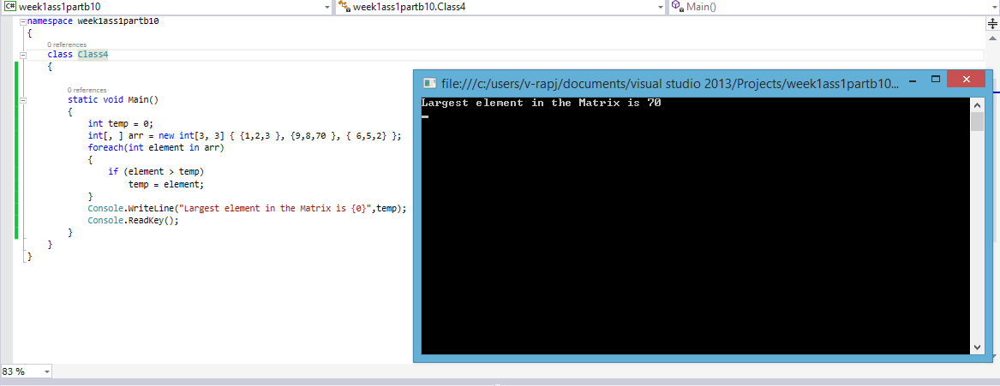 C# week1ass1partb10
week1ass1partb10.Class4
Main()
namespace week1ass1partb10
{
0 references
class Class4
{
0 references
static void Main()
{
int temp = 0;
int[, ] arr = new int[3, 3] { {1,2,3 }, {9,8,70 }, { 6,5,2} };
foreach(int element in arr)
{
if (element > temp)
temp = element;
}
Console.WriteLine("Largest element in the Matrix is {0}",temp);
Console.ReadKey();
}
}
}
83 %
file:///c:/users/v-rapj/documents/visual studio 2013/Projects/week1ass1partb10...
Largest element in the Matrix is 70